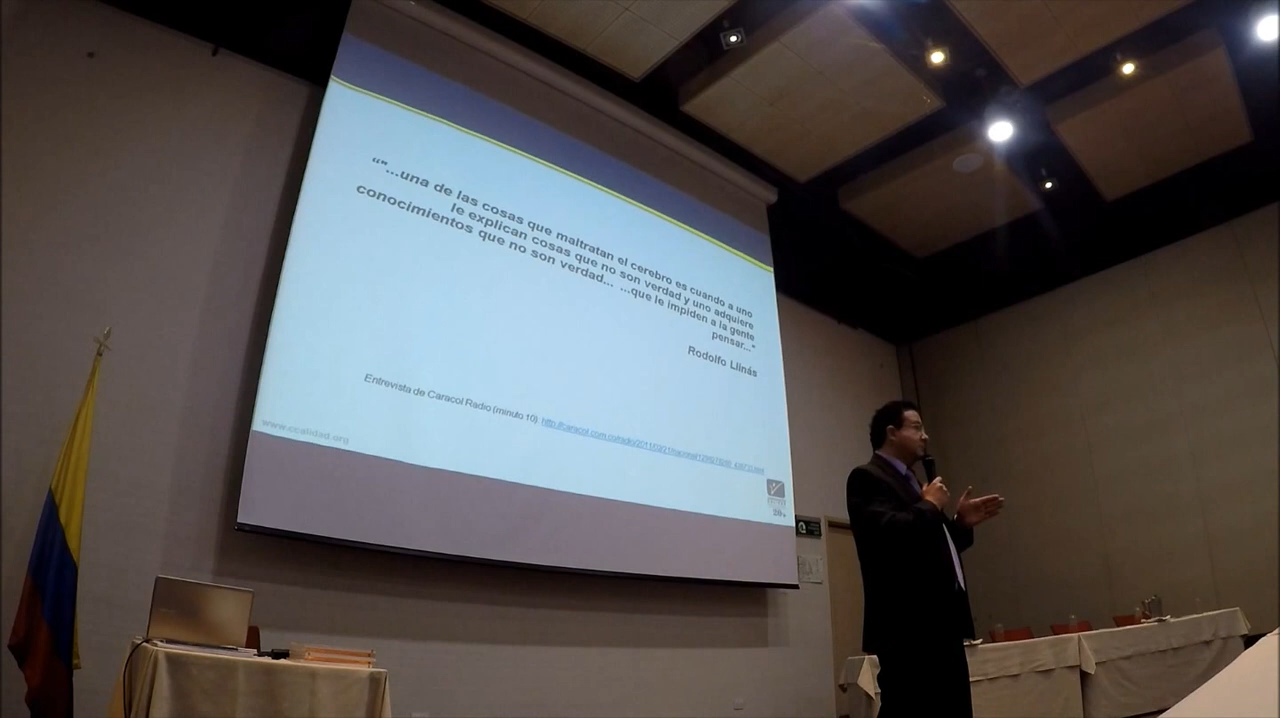 “"...una de las cosas que maltratan el cerebro es cuando a uno
le explican cosas que no son verdad y uno adquiere
conocimientos que no son verdad... ...que le impiden a la gente
pensar..."
Rodolfo Llinás
Entrevista de Caracol Radio (minuto 10).
www.ccalidad.org